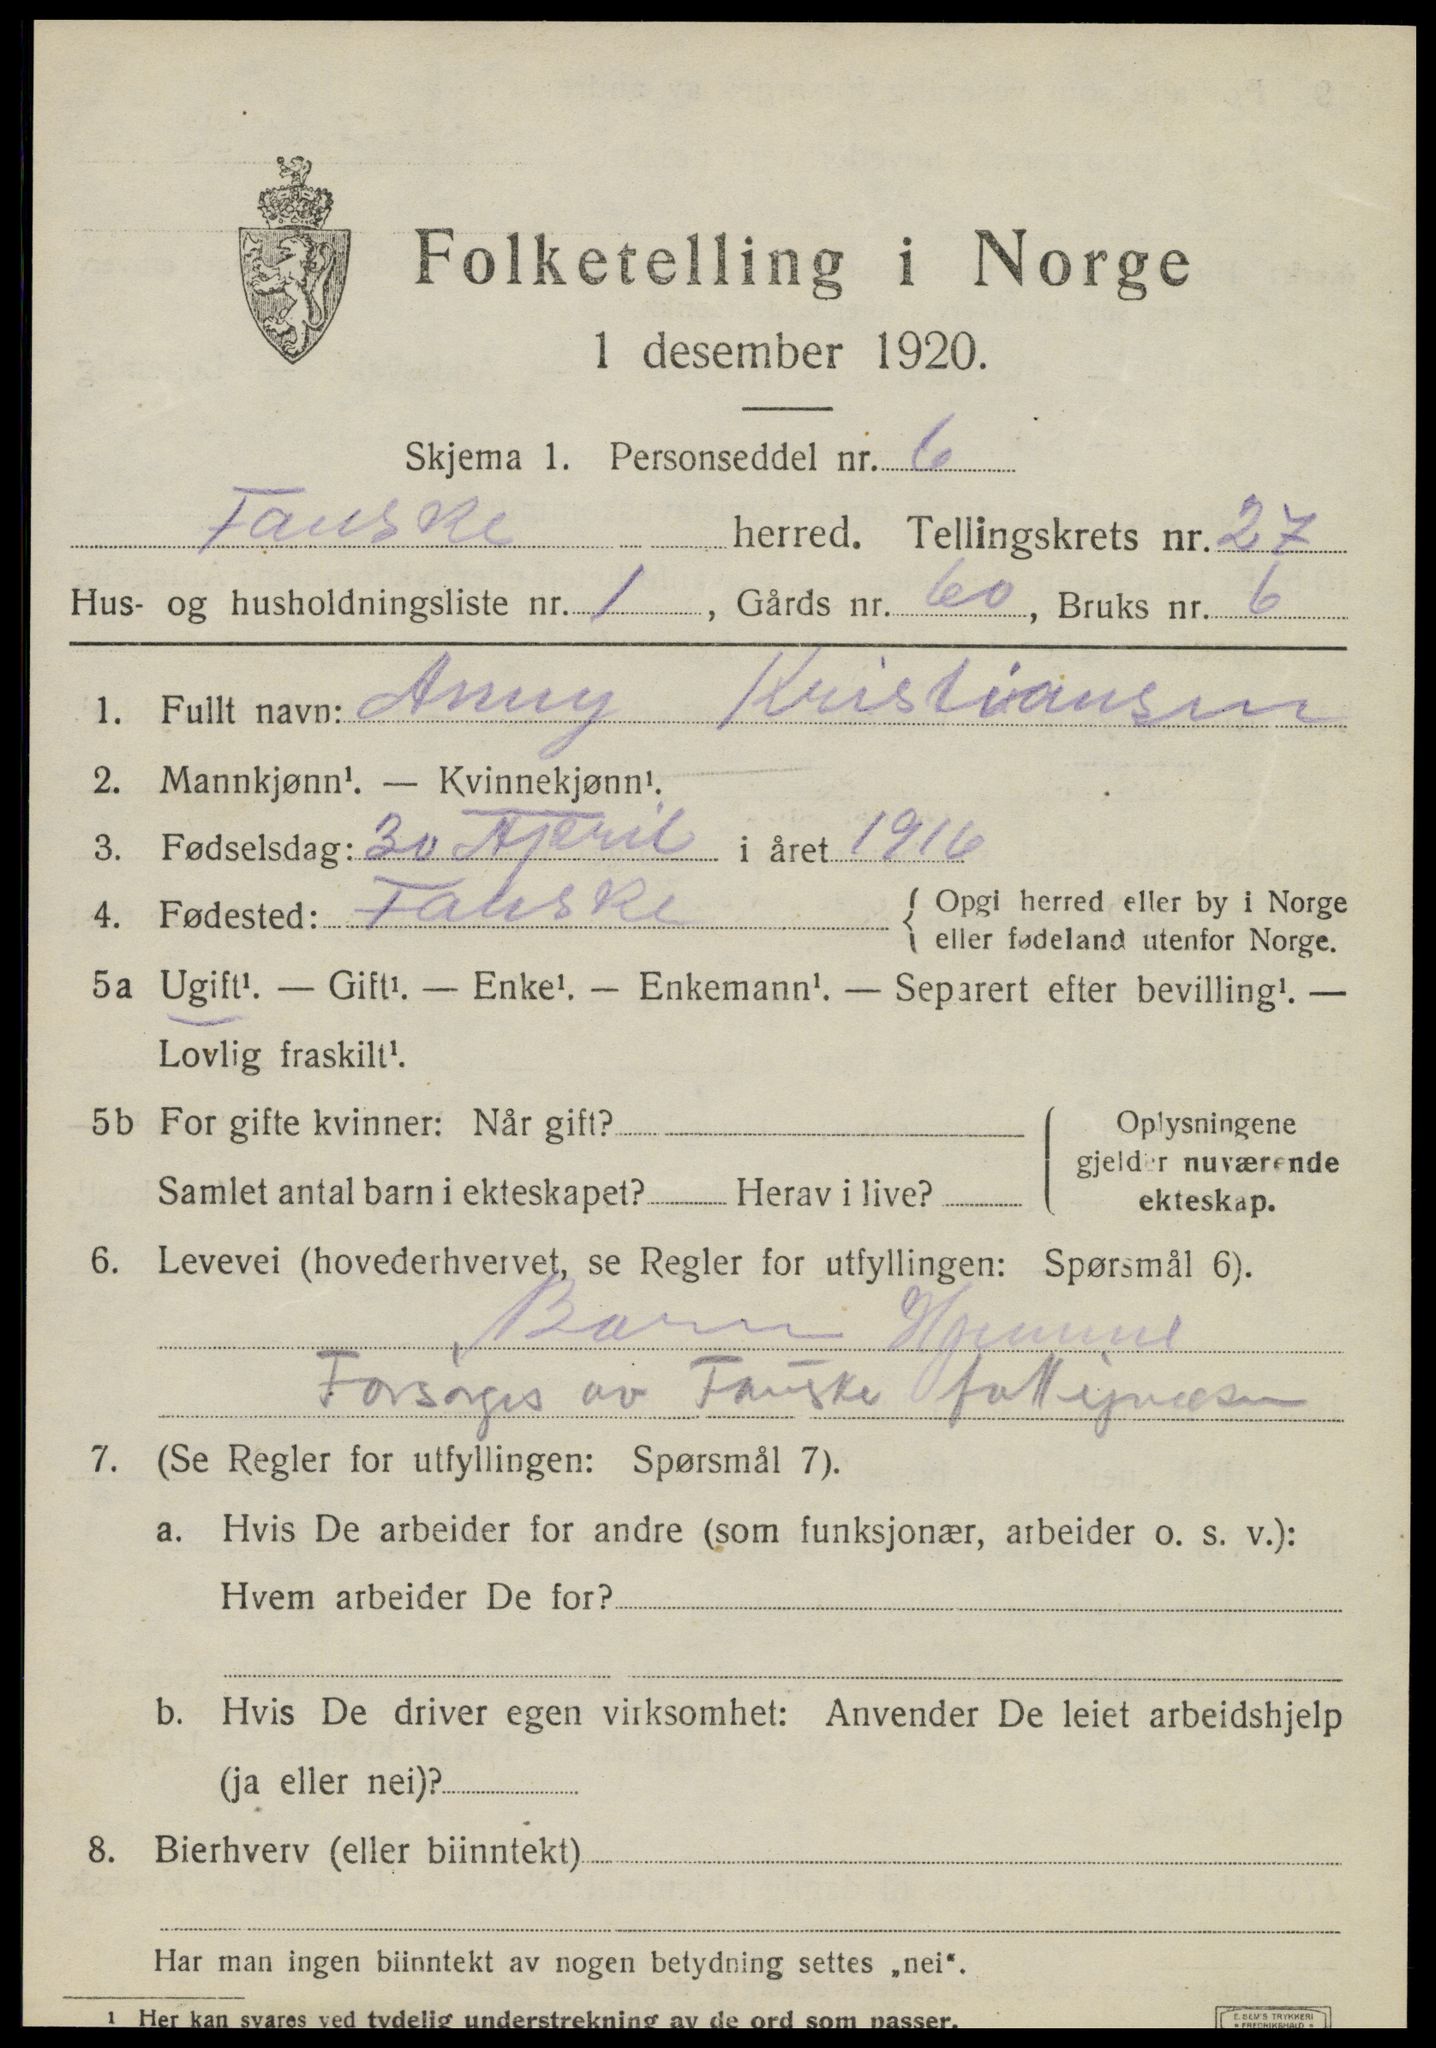 Folketelling i Norge
1 desember 1920.
Skjema 1. Personseddel nr. 6
Fauske herred. Tellingskrets nr. 27
Hus- og husholdningsliste nr. 1, Gårds nr. 60, Bruks nr. 6
1. Fullt navn: Anny Kristiansen
2. Mannkjønn¹. — Kvinnekjønn¹.
3. Fødselsdag: 30 April i året 1916
4. Fødested: Fauske { Opgi herred eller by i Norge
eller fødeland utenfor Norge.
5a Ugift¹. — Gift¹. — Enke¹. — Enkemann¹. — Separert efter bevilling¹. —
Lovlig fraskilt¹.
5b For gifte kvinner: Når gift? { Oplysningene
gjelder nuværende
Samlet antal barn i ekteskapet? Herav i live? ekteskap.
6. Levevei (hovederhvervet, se Regler for utfyllingen: Spørsmål 6).
Barn Hjemme
Forsørges av Fauske fattigvæsen
7. (Se Regler for utfyllingen: Spørsmål 7).
a. Hvis De arbeider for andre (som funksjonær, arbeider o. s. v.):
Hvem arbeider De for?
b. Hvis De driver egen virksomhet: Anvender De leiet arbeidshjelp
(ja eller nei)?
8. Bierhverv (eller biinntekt)
Har man ingen biinntekt av nogen betydning settes „nei“.
¹ Her kan svares ved tydelig understrekning av de ord som passer.
E. SEM'S TRYKKERI
FREDRIKSHALD